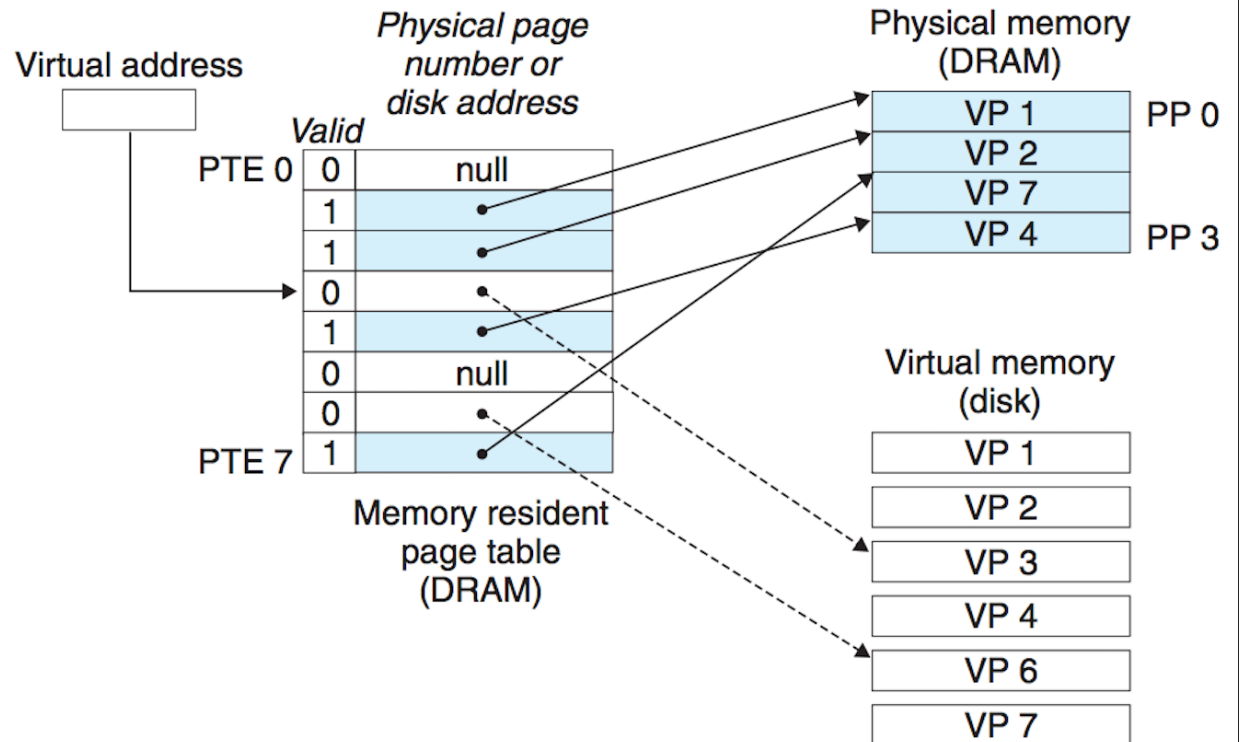 Virtual address
Physical page
number or
disk address
Valid
PTE 0
0 null
1
1
0
1
0 null
0
PTE 7
1
Memory resident
page table
(DRAM)
Physical memory
(DRAM)
VP 1 PP 0
VP 2
VP 7
VP 4 PP 3
Virtual memory
(disk)
VP 1
VP 2
VP 3
VP 4
VP 6
VP 7